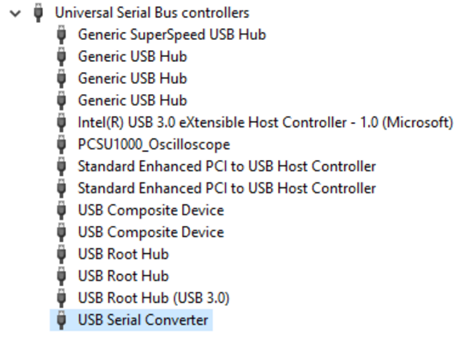 Universal Serial Bus controllers
Generic SuperSpeed USB Hub
Generic USB Hub
Generic USB Hub
Generic USB Hub
Intel(R) USB 3.0 eXtensible Host Controller - 1.0 (Microsoft)
PCSU1000_Oscilloscope
Standard Enhanced PCI to USB Host Controller
Standard Enhanced PCI to USB Host Controller
USB Composite Device
USB Composite Device
USB Root Hub
USB Root Hub
USB Root Hub (USB 3.0)
USB Serial Converter